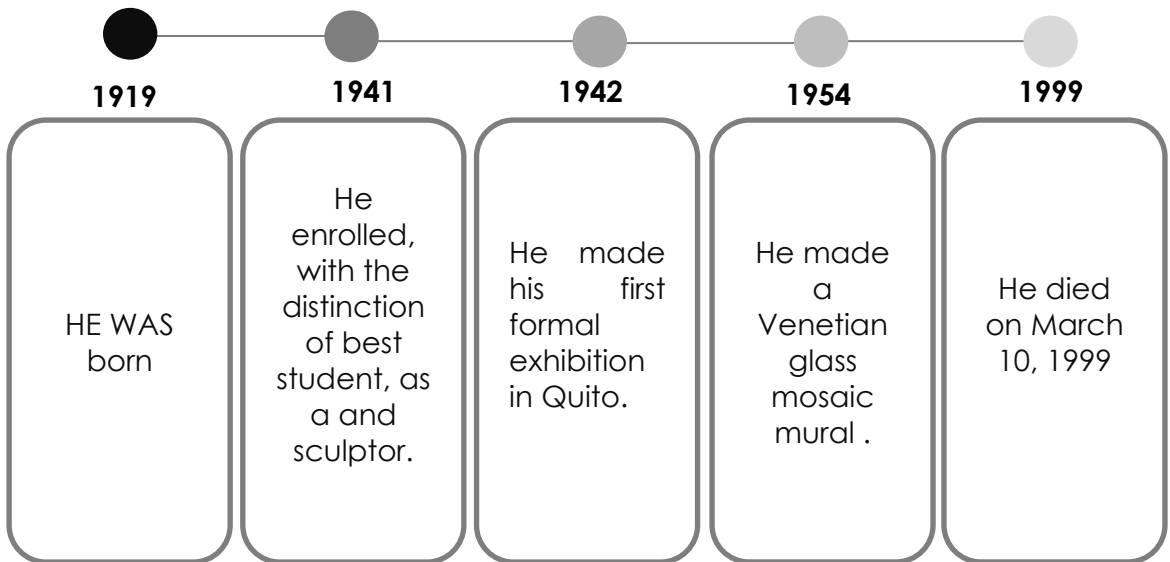 1919
1941
1942
1954
1999
HE WAS
born
He
enrolled,
with the
distinction
of best
student, as
a and
sculptor.
He made
his first
formal
exhibition
in Quito.
He made
a
Venetian
glass
mosaic
mural .
He died
on March
10, 1999